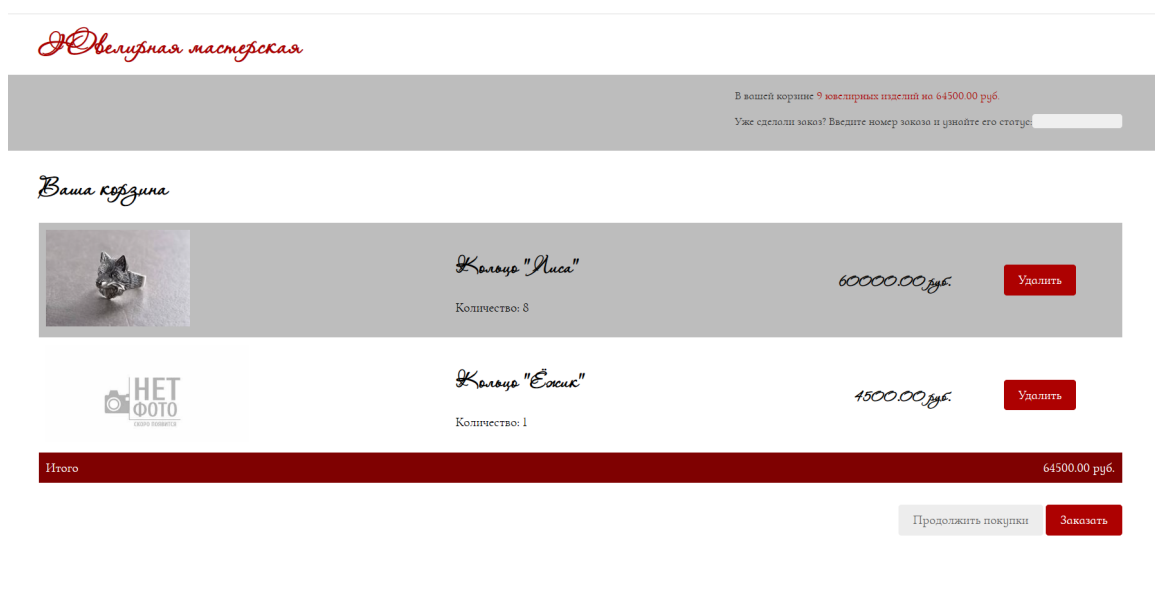 Ювелирная мастерская
В вашей корзине 9 ювелирных изделий на 64500.00 руб.
Уже сделали заказ? Введите номер заказа и узнайте его статус:
Ваша корзина
Кольцо "Лиса"
60000.00 руб.
Удалить
Количество: 8
НЕТ
ФОТО
СКОРО ПОЯВИТСЯ
Кольцо "Ёжик"
4500.00 руб.
Удалить
Количество: 1
Итого 64500.00 руб.
Продолжить покупки Заказать